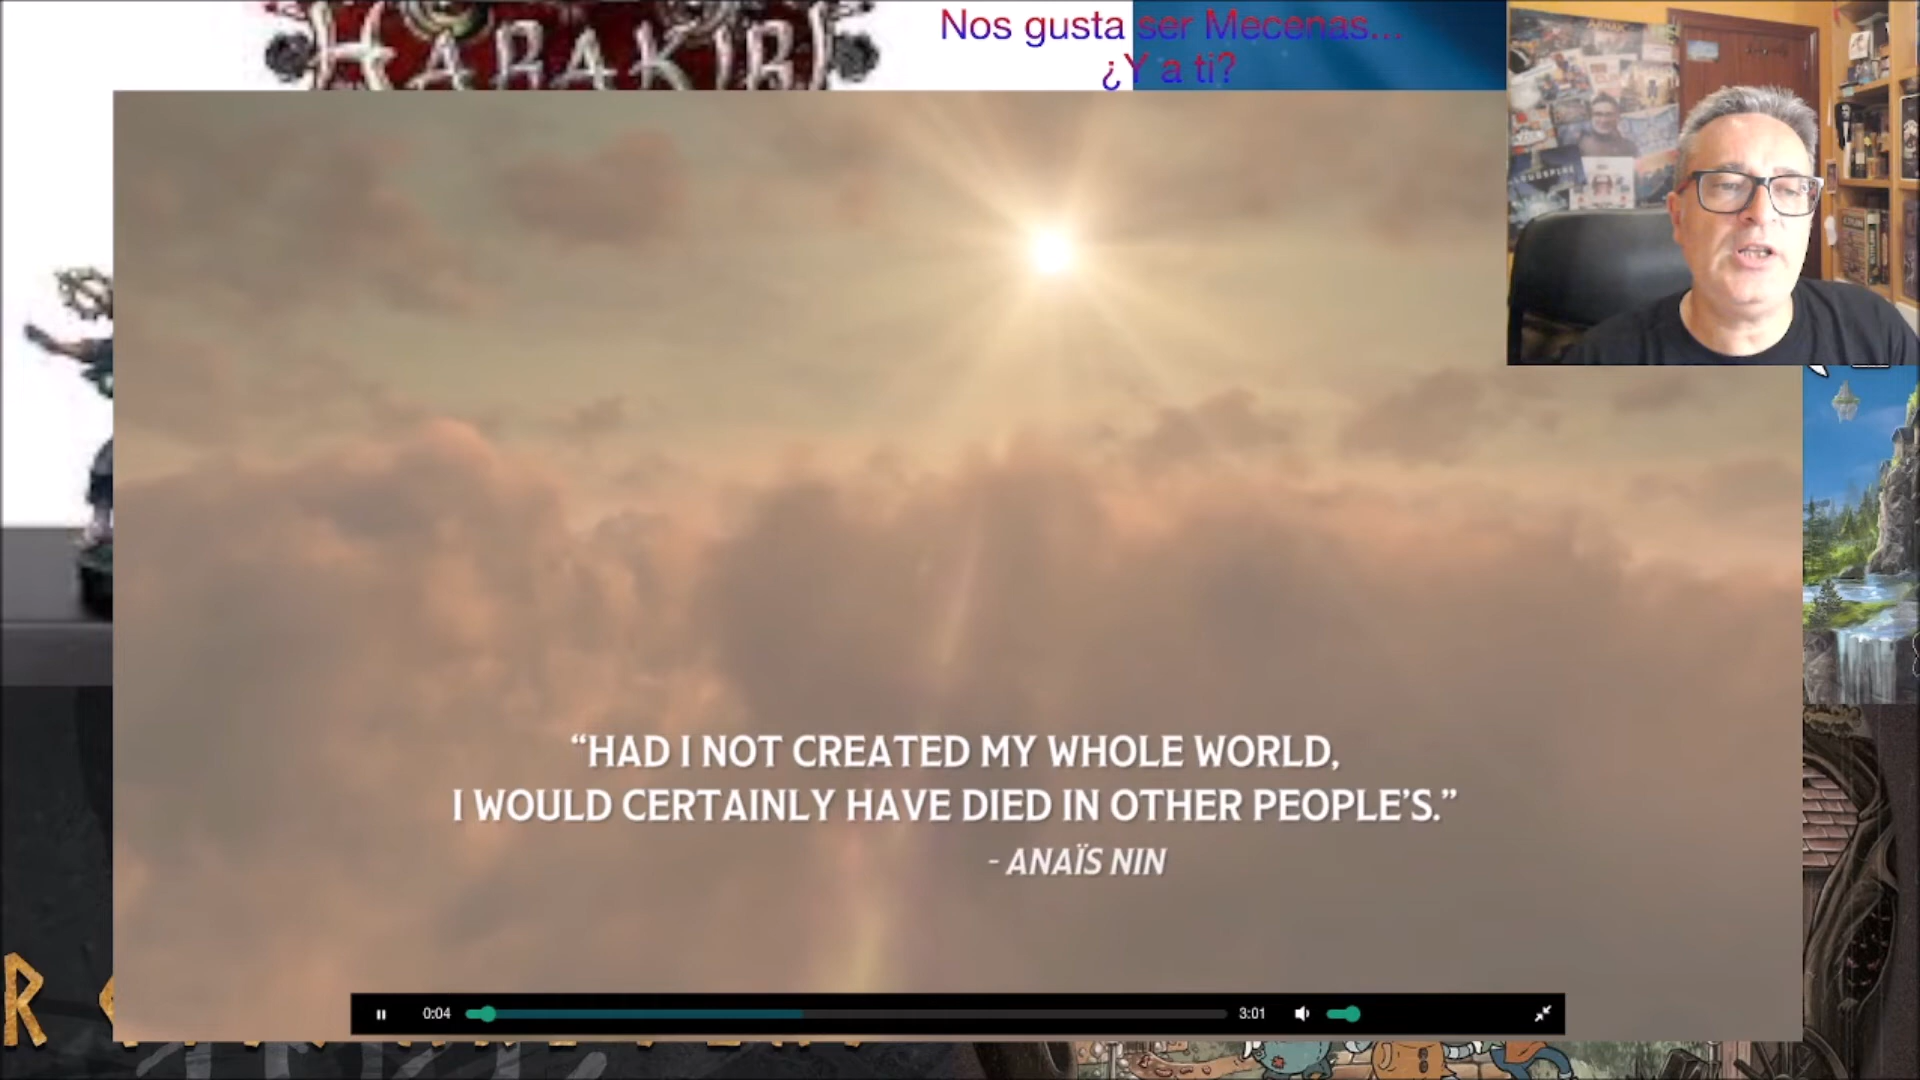 HARAKIRI
Nos gusta ser Mecenas...
¿Y a ti?
“HAD I NOT CREATED MY WHOLE WORLD,
I WOULD CERTAINLY HAVE DIED IN OTHER PEOPLE’S.”
- ANAÏS NIN
0:04
3:01